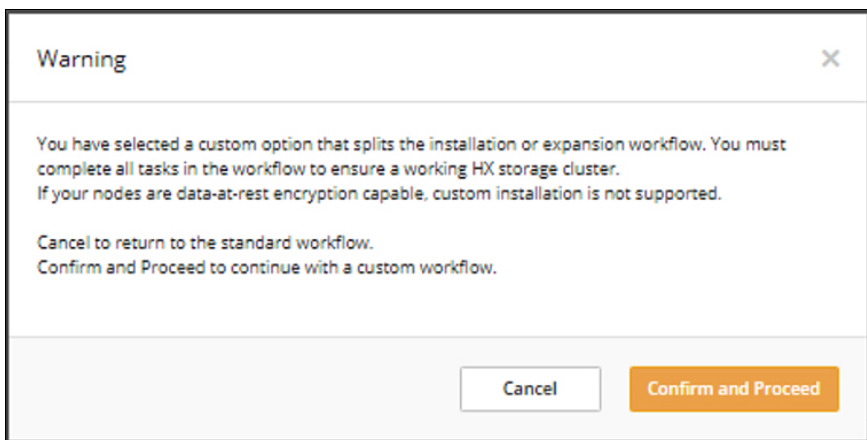 Warning
You have selected a custom option that splits the installation or expansion workflow. You must
complete all tasks in the workflow to ensure a working HX storage cluster.
If your nodes are data-at-rest encryption capable, custom installation is not supported.
Cancel to return to the standard workflow.
Confirm and Proceed to continue with a custom workflow.
Cancel
Confirm and Proceed